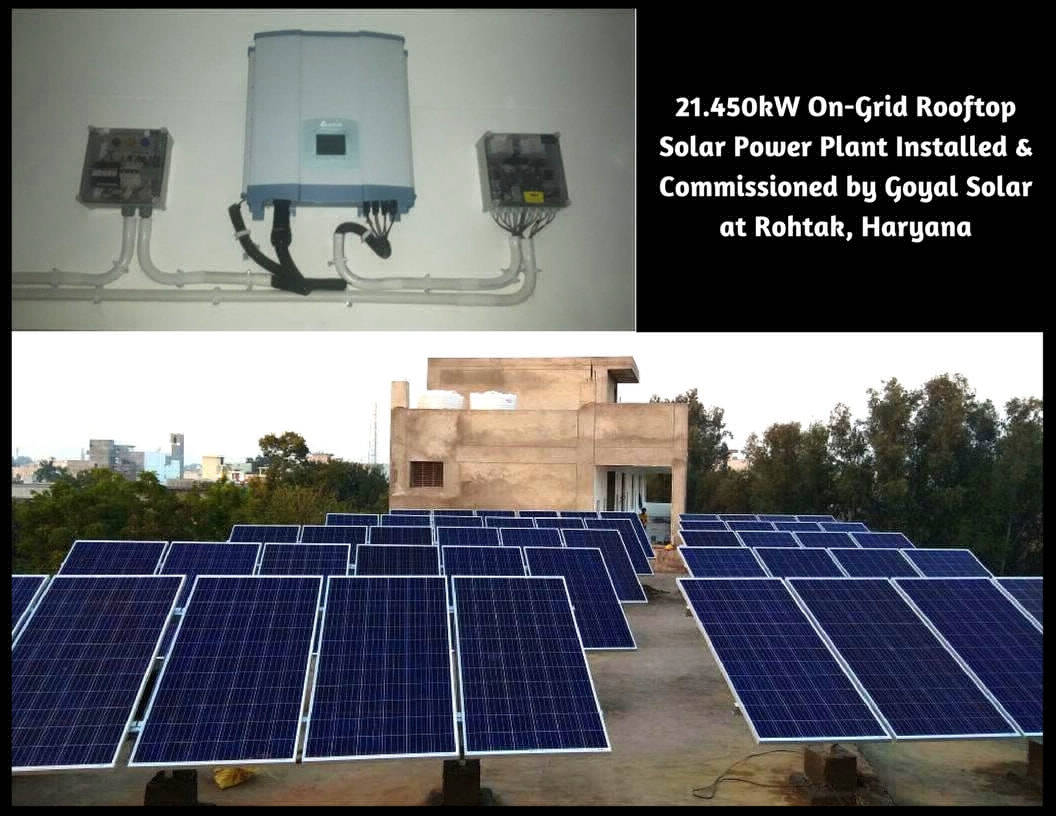 21.450kW On-Grid Rooftop
Solar Power Plant Installed &
Commissioned by Goyal Solar
at Rohtak, Haryana